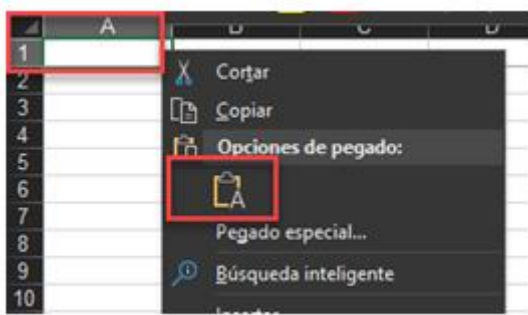 A
1
2
3
4
5
6
7
8
9
10
Cortar
Copiar
Opciones de pegado:
A
Pegado especial...
Búsqueda inteligente